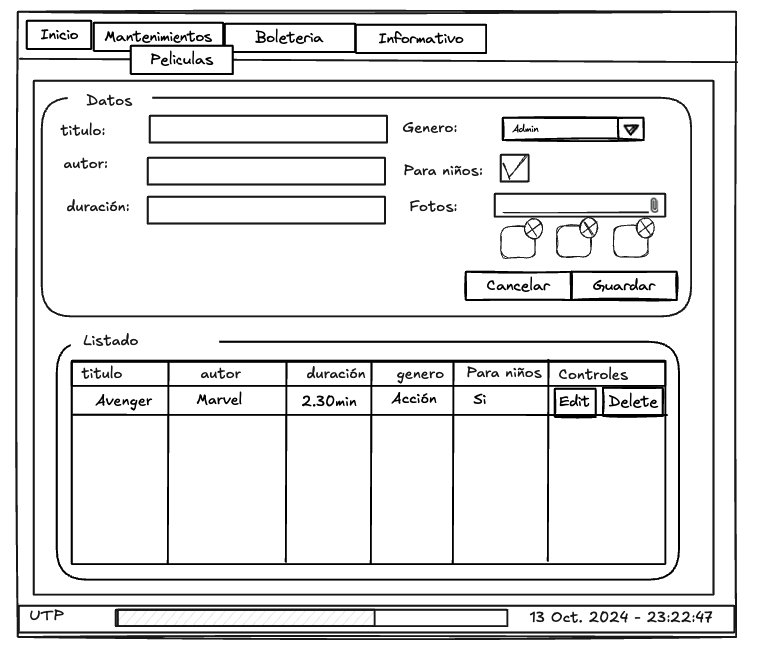 Inicio Mantenimientos Boleteria Informativo
Peliculas
Datos
titulo: Genero: Admin
autor: Para niños:
duración: Fotos:
Cancelar Guardar
Listado
titulo autor duración genero Para niños Controles
Avenger Marvel 2.30min Acción Si Edit Delete
UTP 13 Oct. 2024 - 23:22:47